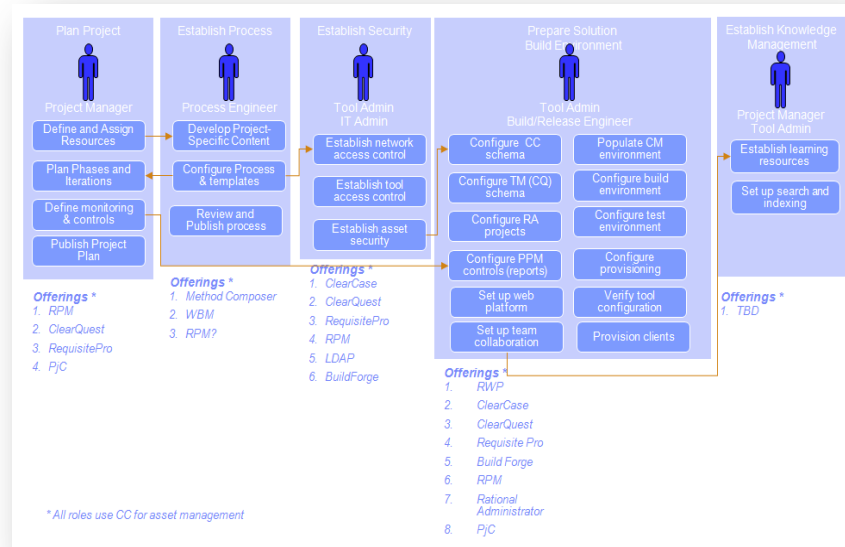 Plan Project
Project Manager
Define and Assign
Resources
Plan Phases and
Iterations
Define monitoring
& controls
Publish Project
Plan
Offerings *
1. RPM
2. ClearQuest
3. RequisitePro
4. PjC
Establish Process
Process Engineer
Develop Project-
Specific Content
Configure Process
& templates
Review and
Publish process
Offerings *
1. Method Composer
2. WBM
3. RPM?
Establish Security
Tool Admin
IT Admin
Establish network
access control
Establish tool
access control
Establish asset
security
Offerings *
1. ClearCase
2. ClearQuest
3. RequisitePro
4. RPM
5. LDAP
6. BuildForge
Prepare Solution
Build Environment
Tool Admin
Build/Release Engineer
Configure CC
schema
Configure TM (CQ)
schema
Configure RA
projects
Configure PPM
controls (reports)
Set up web
platform
Set up team
collaboration
Populate CM
environment
Configure build
environment
Configure test
environment
Configure
provisioning
Verify tool
configuration
Provision clients
Offerings *
1. RWP
2. ClearCase
3. ClearQuest
4. Requisite Pro
5. Build Forge
6. RPM
7. Rational
Administrator
8. PjC
Establish Knowledge
Management
Project Manager
Tool Admin
Establish learning
resources
Set up search and
indexing
Offerings *
1. TBD
* All roles use CC for asset management